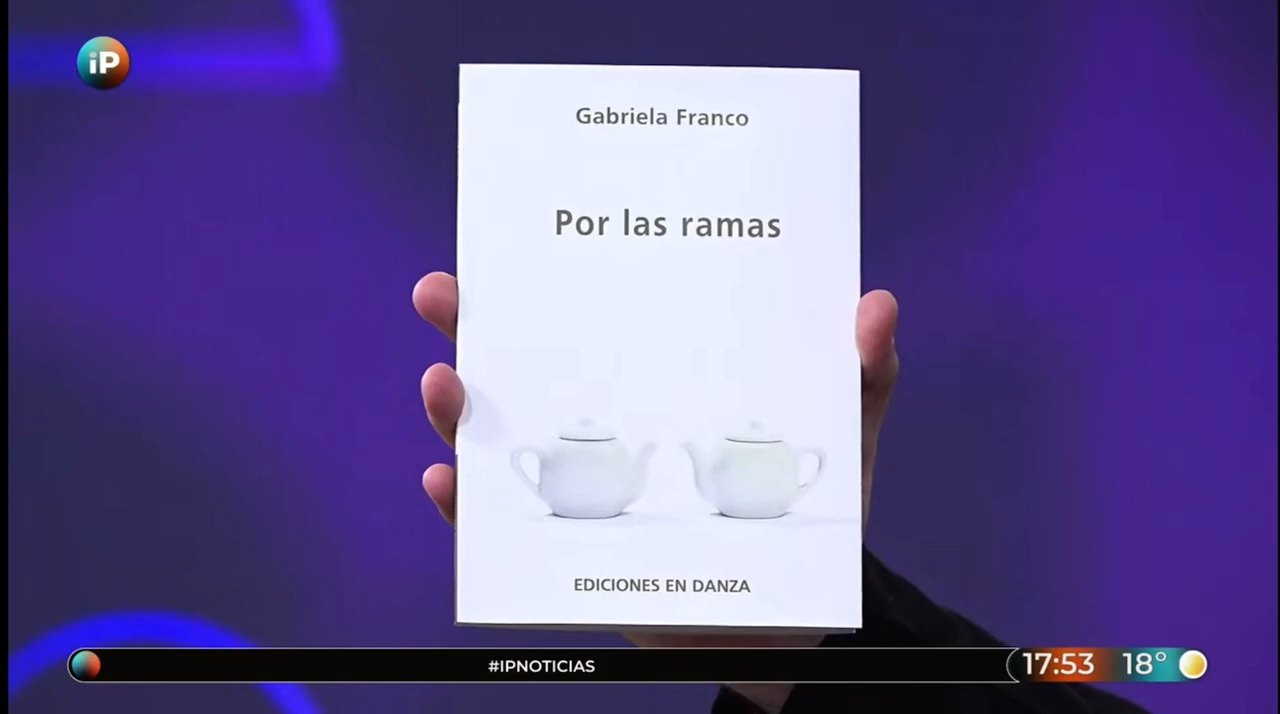 iP
Gabriela Franco
Por las ramas
EDICIONES EN DANZA
#IPNOTICIAS
17:53 18°